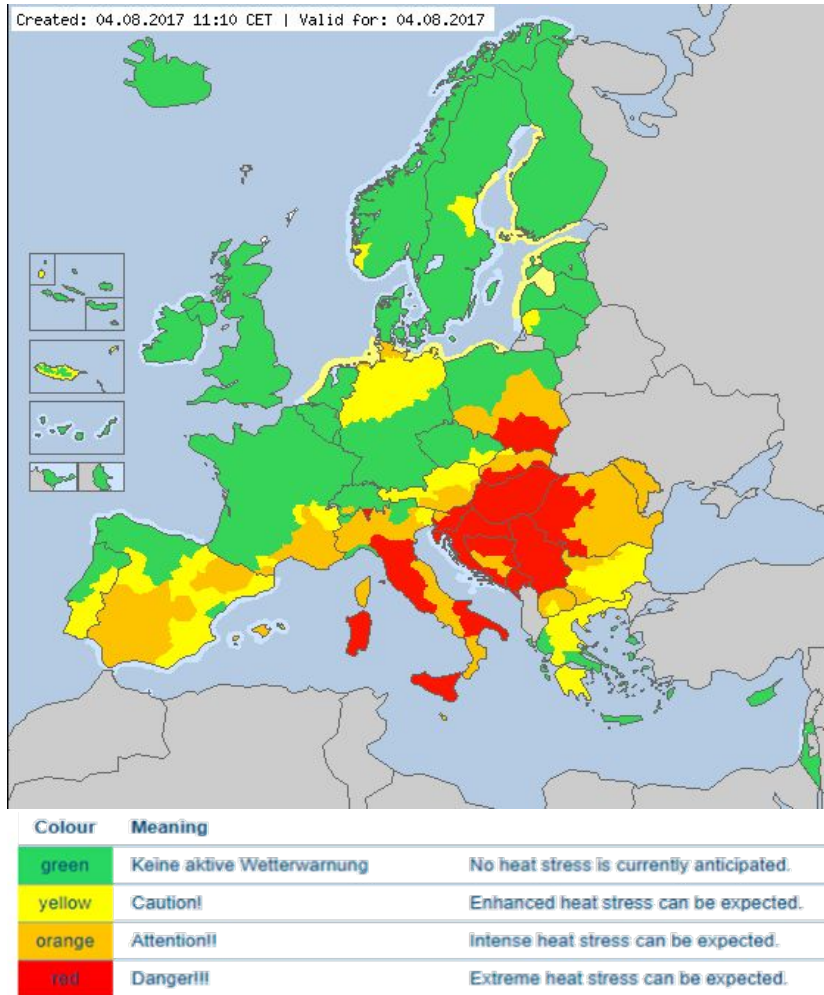 Created: 04.08.2017 11:10 CET | Valid for: 04.08.2017
Colour Meaning
green Keine aktive Wetterwarnung No heat stress is currently anticipated.
yellow Caution! Enhanced heat stress can be expected.
orange Attention!! Intense heat stress can be expected.
red Danger!!! Extreme heat stress can be expected.